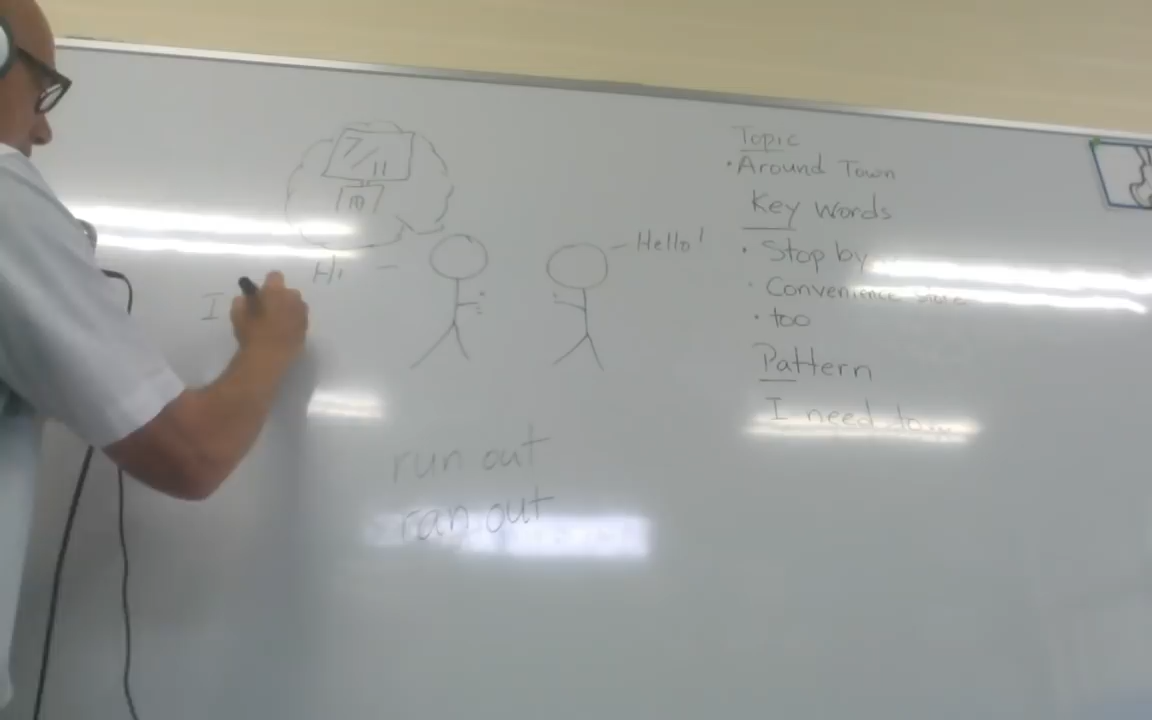 7/11
Hi
Hello!
I
run out
ran out
Topic
• Around Town
Key Words
• Stop by
• Convenience store
• too
Pattern
I need to...